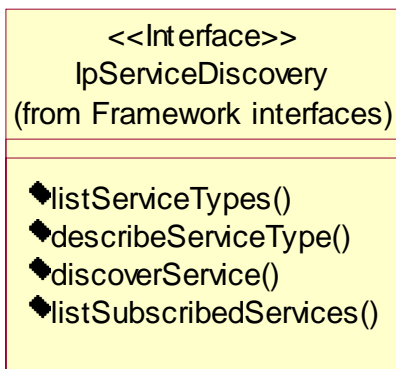 <<Interface>>
IpServiceDiscovery
(from Framework interfaces)
listServiceTypes()
describeServiceType()
discoverService()
listSubscribedServices()